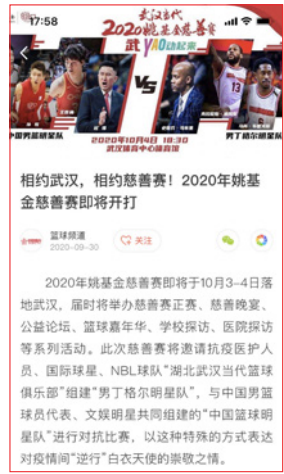 17:58
武汉当代
2020姚基金慈善赛
武YAO动起来
VS
13
中国男篮明星队
2020年10月4日 18:30
武汉体育中心体育馆
男丁格尔明星队
相约武汉，相约慈善赛！2020年姚基
金慈善赛即将开打
篮球频道
2020-09-30
关注
2020年姚基金慈善赛即将于10月3-4日落
地武汉，届时将举办慈善赛正赛、慈善晚宴、
公益论坛、篮球嘉年华、学校探访、医院探访
等系列活动。此次慈善赛将邀请抗疫医护人
员、国际球星、NBL球队“湖北武汉当代篮球
俱乐部”组建“男丁格尔明星队”，与中国男篮
球员代表、文娱明星共同组建的“中国篮球明
星队”进行对抗比赛，以这种特殊的方式表达
对疫情间“逆行”白衣天使的崇敬之情。